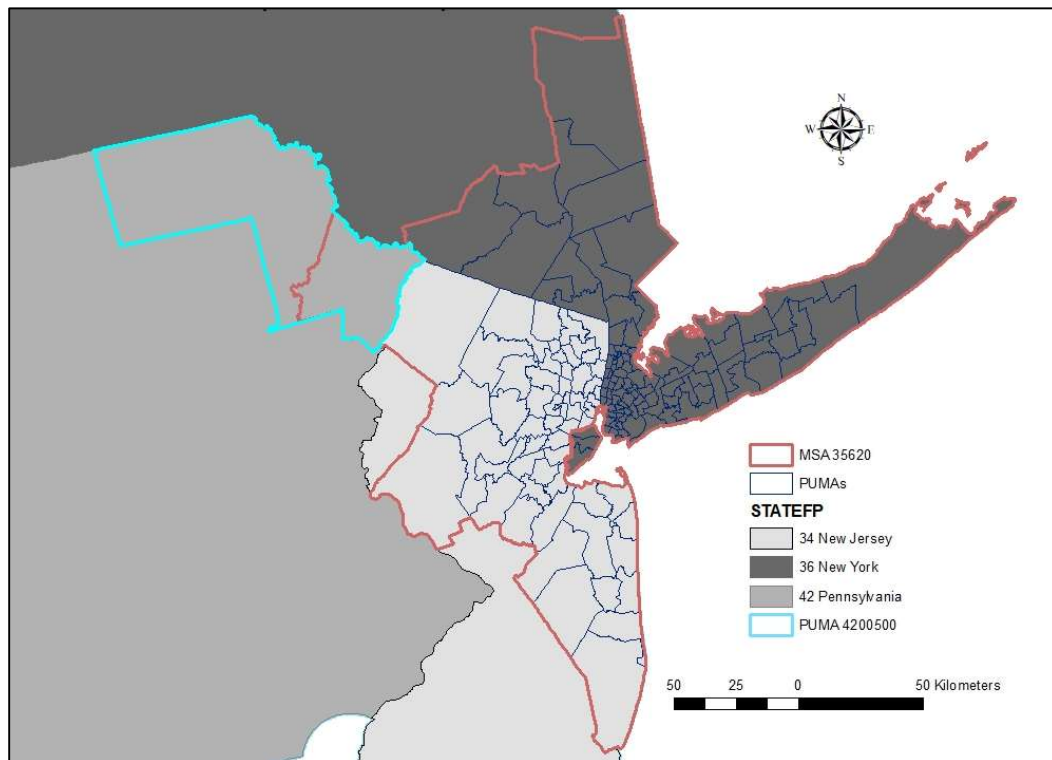 N
W E
S
MSA 35620
PUMAs
STATEFP
34 New Jersey
36 New York
42 Pennsylvania
PUMA 4200500
50 25 0 50 Kilometers